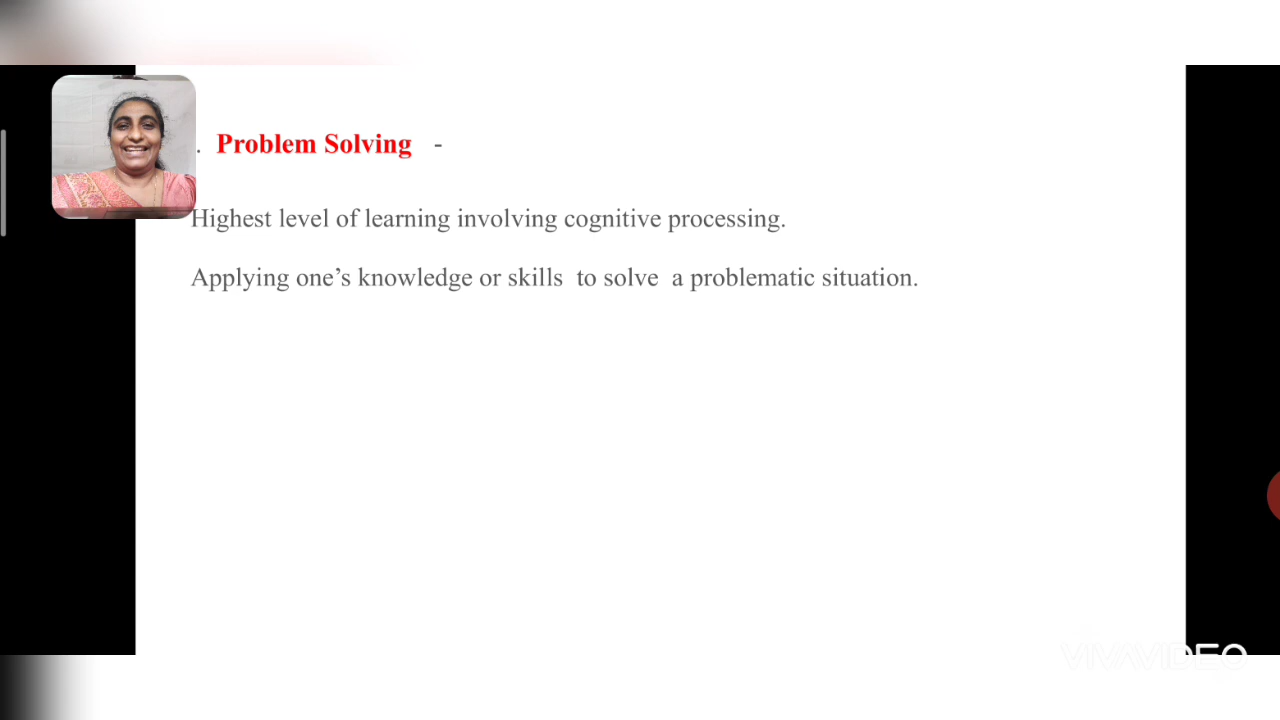 . Problem Solving -
Highest level of learning involving cognitive processing.
Applying one’s knowledge or skills to solve a problematic situation.
VIVAVIDEO